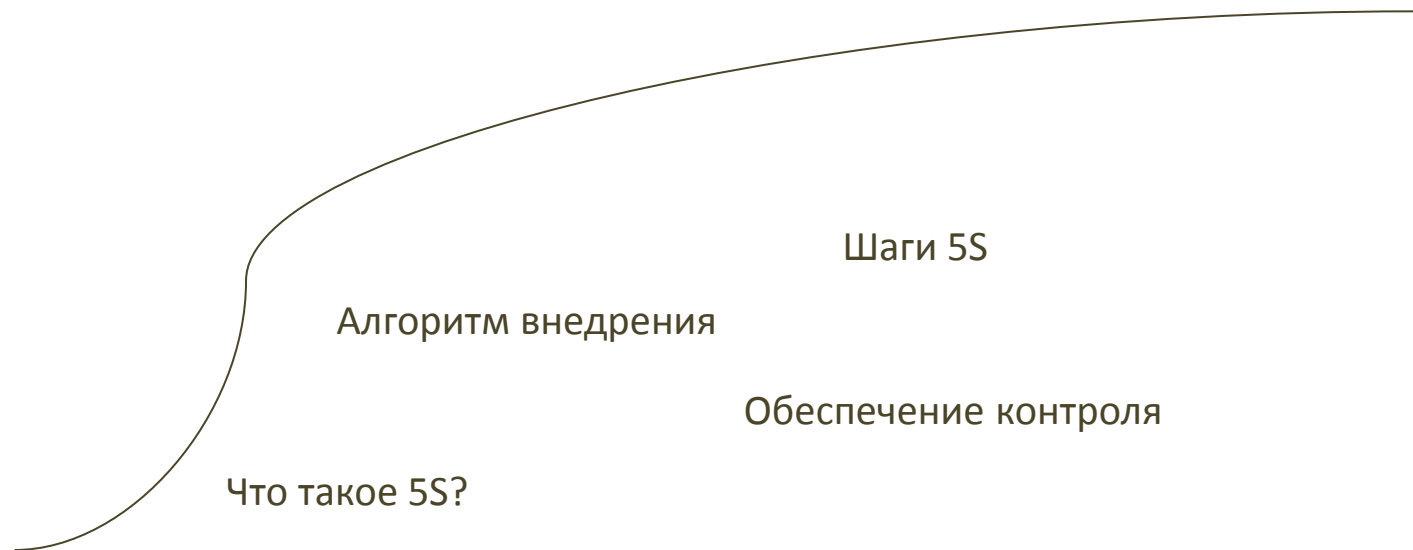 Шаги 5S
Алгоритм внедрения
Обеспечение контроля
Что такое 5S?